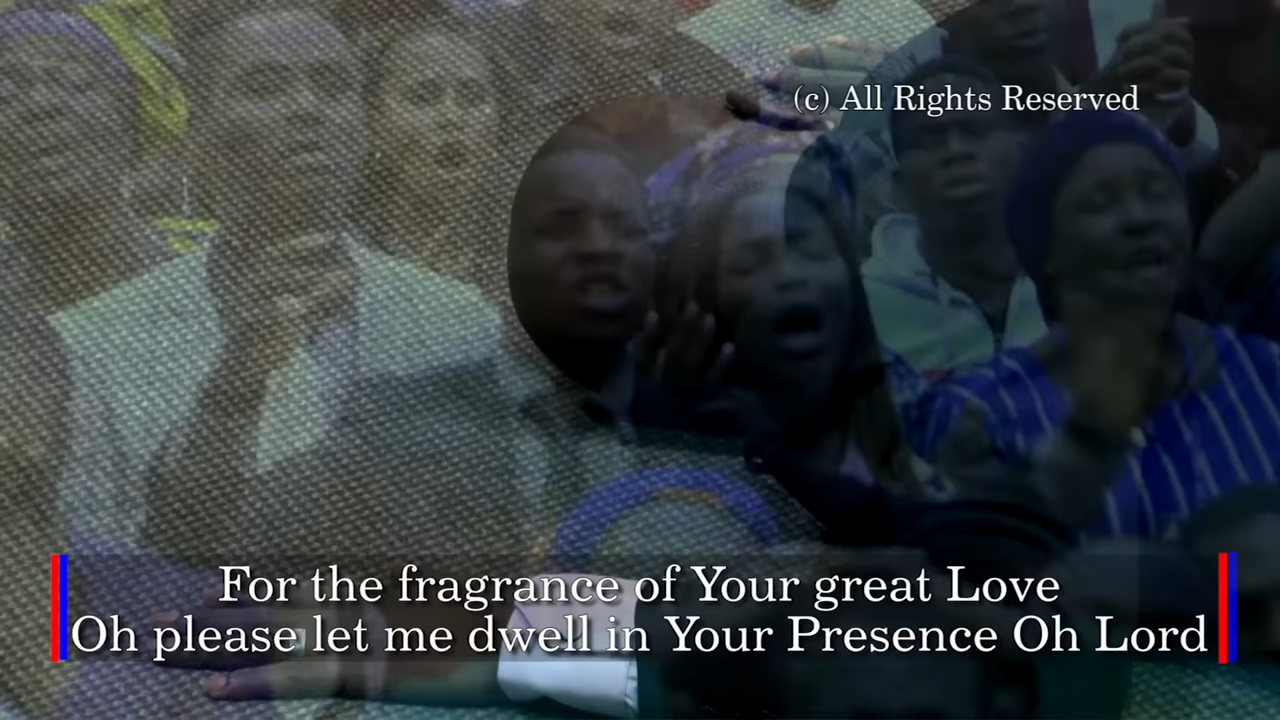 (c) All Rights Reserved
For the fragrance of Your great Love
Oh please let me dwell in Your Presence Oh Lord